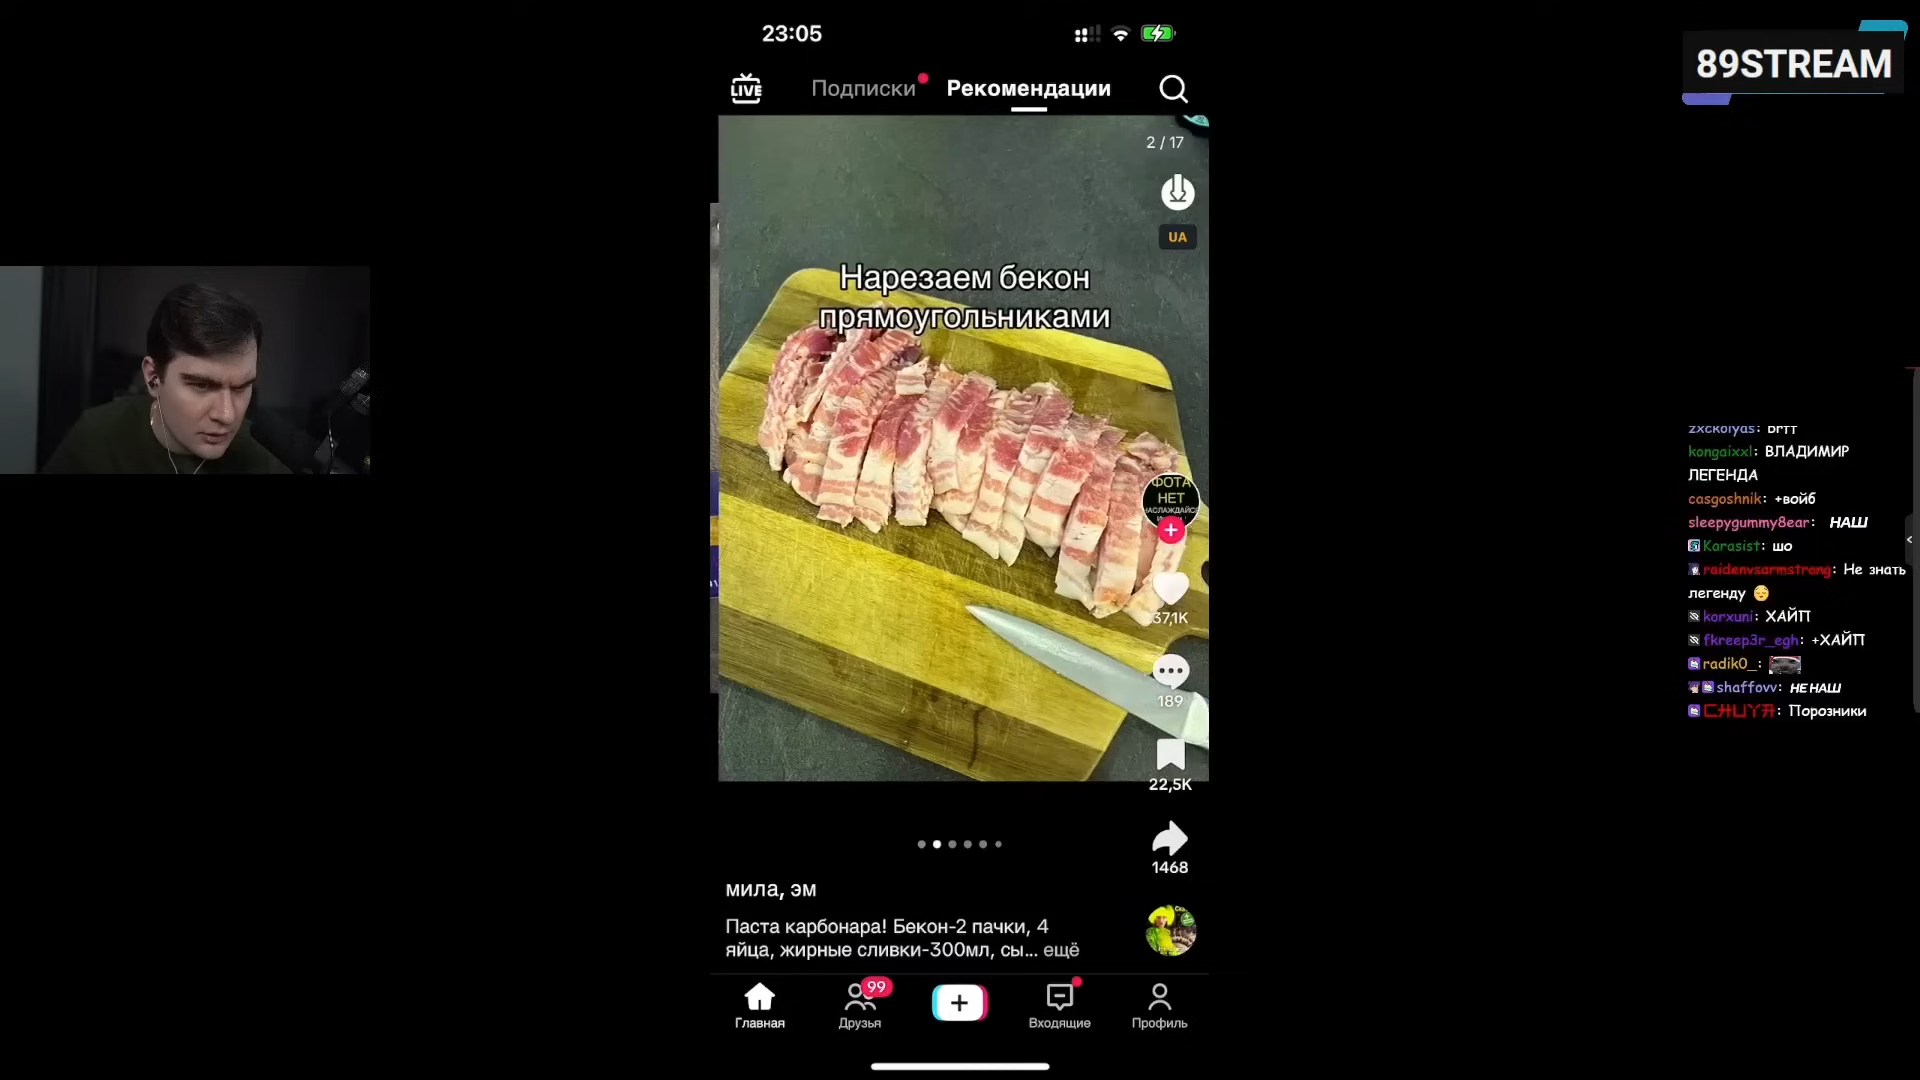 23:05
LIVE
Подписки
Рекомендации
2 / 17
UA
Нарезаем бекон
прямоугольниками
ФОТА
НЕТ
37,1K
189
22,5K
1468
мила, эм
Паста карбонара! Бекон-2 пачки, 4
яйца, жирные сливки-300мл, сы... ещё
Главная
99
Друзья
Входящие
Профиль
89STREAM
kongaixxl: ВЛАДИМИР
ЛЕГЕНДА
casgoshnik: +войб
sleepygummy8ear: НАШ
Karasist: шо
raidenvsarmstrong: Не знать
легенду
korxuni: ХАЙП
fkreep3r_egh: +ХАЙП
radik0_:
shaffovv: НЕ НАШ
Порозники